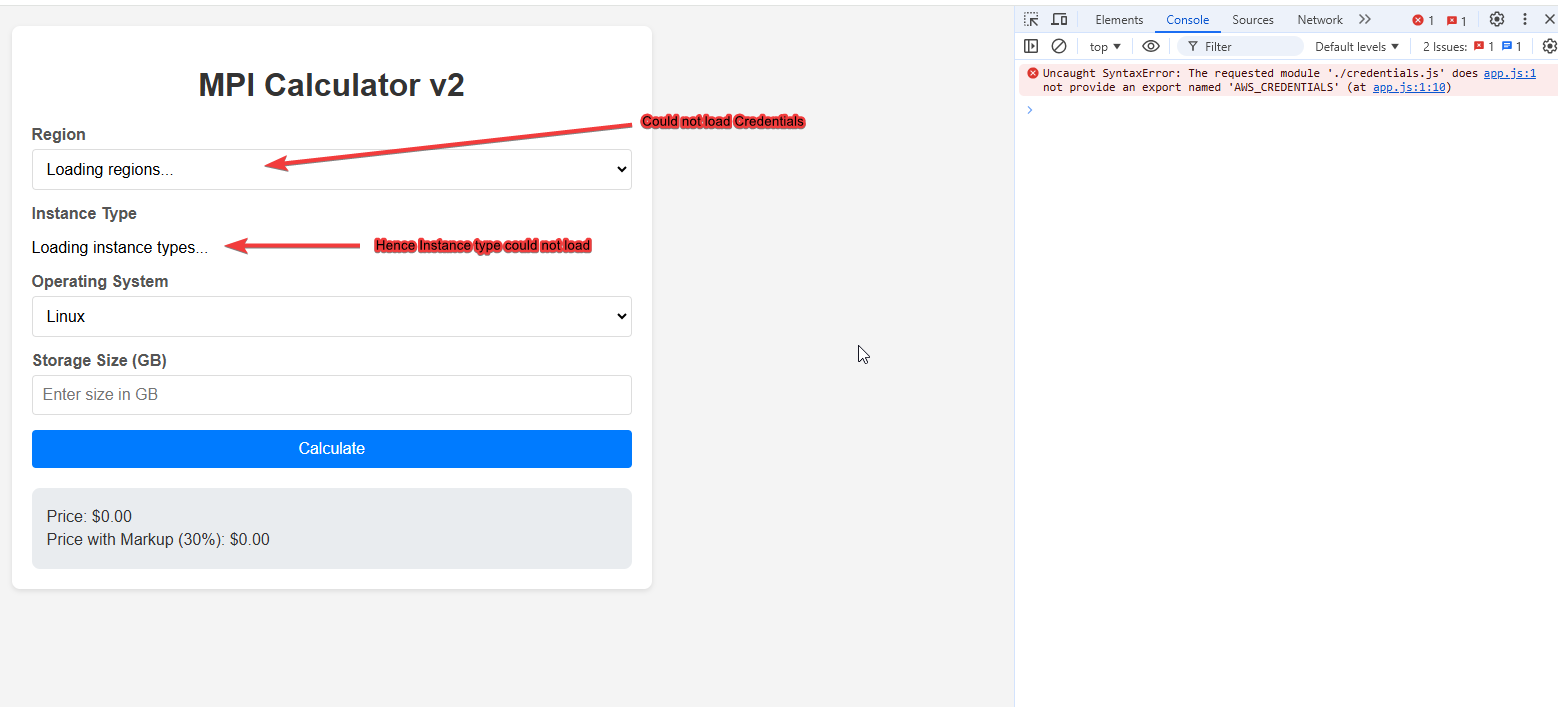 MPI Calculator v2
Region
Could not load Credentials
Loading regions...
Instance Type
Loading instance types...
Hence Instance type could not load
Operating System
Linux
Storage Size (GB)
Enter size in GB
Calculate
Price: $0.00
Price with Markup (30%): $0.00
Elements Console Sources Network 1 1
top Filter Default levels 2 Issues: 1 1
Uncaught SyntaxError: The requested module './credentials.js' does app.js:1
not provide an export named 'AWS_CREDENTIALS' (at app.js:1:10)